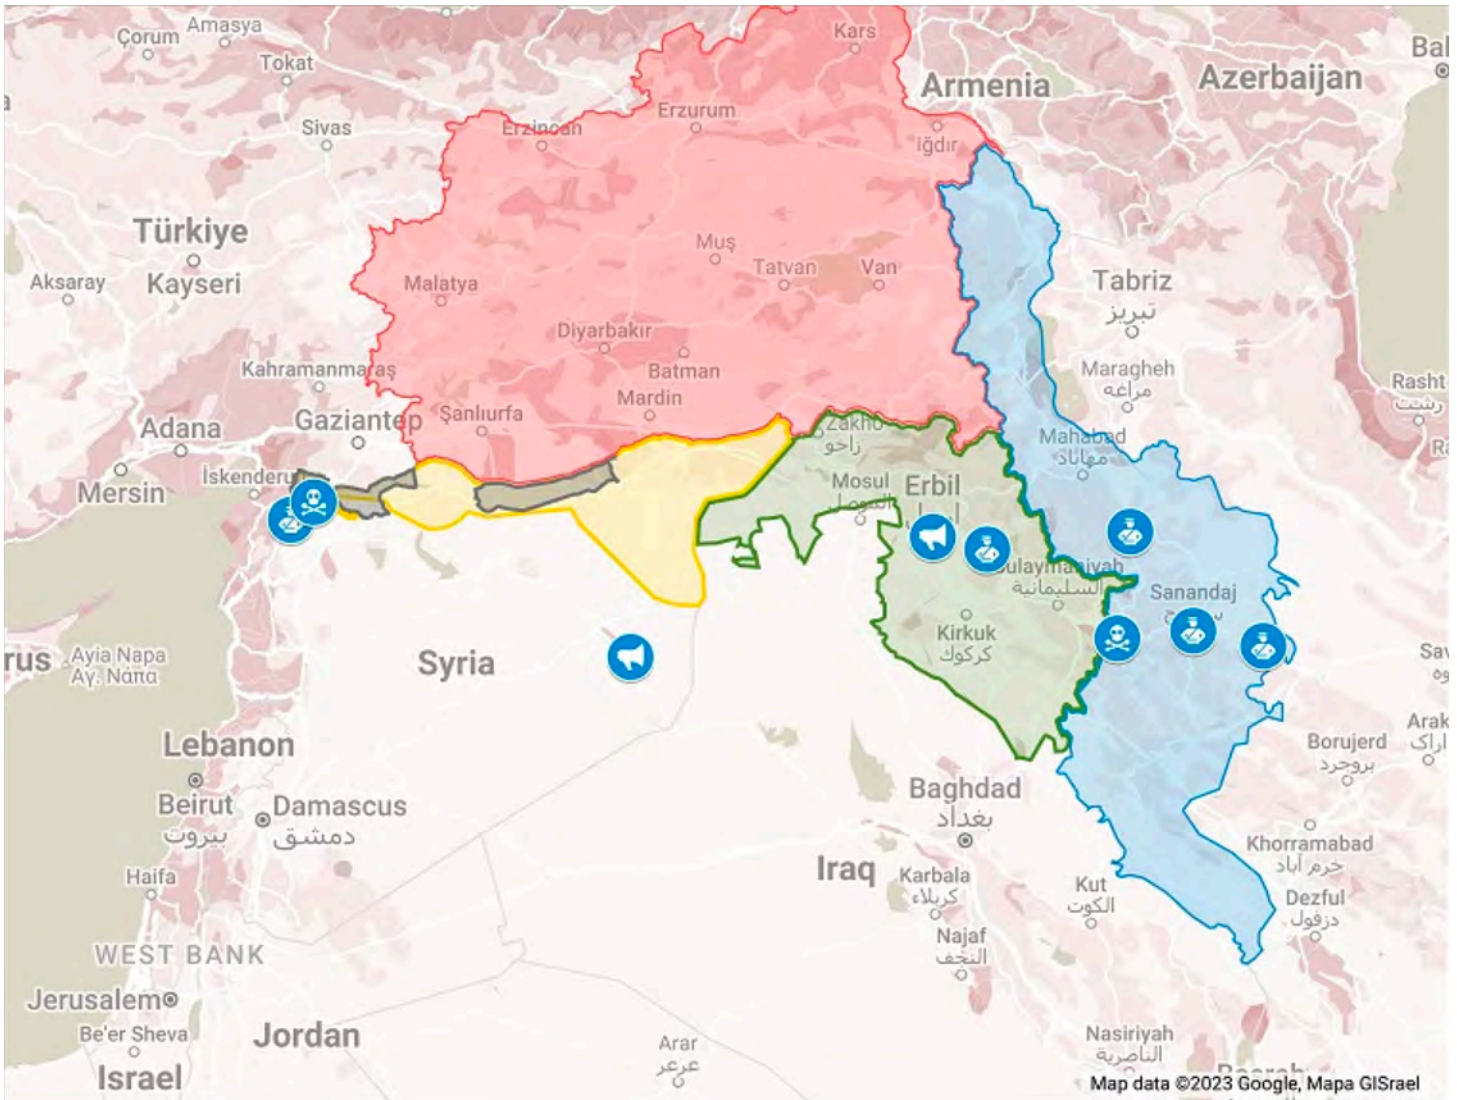 Çorum
Amasya
Tokat
Kars
Armenia
Azerbaijan
Sivas
Erzincan
Erzurum
Iğdır
Türkiye
Kayseri
Aksaray
Malatya
Muş
Tatvan
Van
Tabriz
تبریز
Diyarbakır
Batman
Mardin
Kahramanmaraş
Gaziantep
Şanlıurfa
Maragheh
مراغه
Rasht
رشت
Adana
Mersin
Zakho
زاخو
Mahabad
مهاباد
Mosul
Erbil
السليمانية
Sanandaj
Kirkuk
كركوك
Ayia Napa
Αγ. Νάπα
Syria
Lebanon
Beirut
بيروت
Damascus
دمشق
Borujerd
بروجرد
Arak
اراک
Baghdad
بغداد
Khorramabad
خرم آباد
Haifa
Iraq
Karbala
كربلاء
Kut
الكوت
Dezful
دزفول
Najaf
النجف
WEST BANK
Jerusalem
Be'er Sheva
Jordan
Israel
Arar
عرعر
Nasiriyah
الناصرية
Map data ©2023 Google, Mapa GISrael